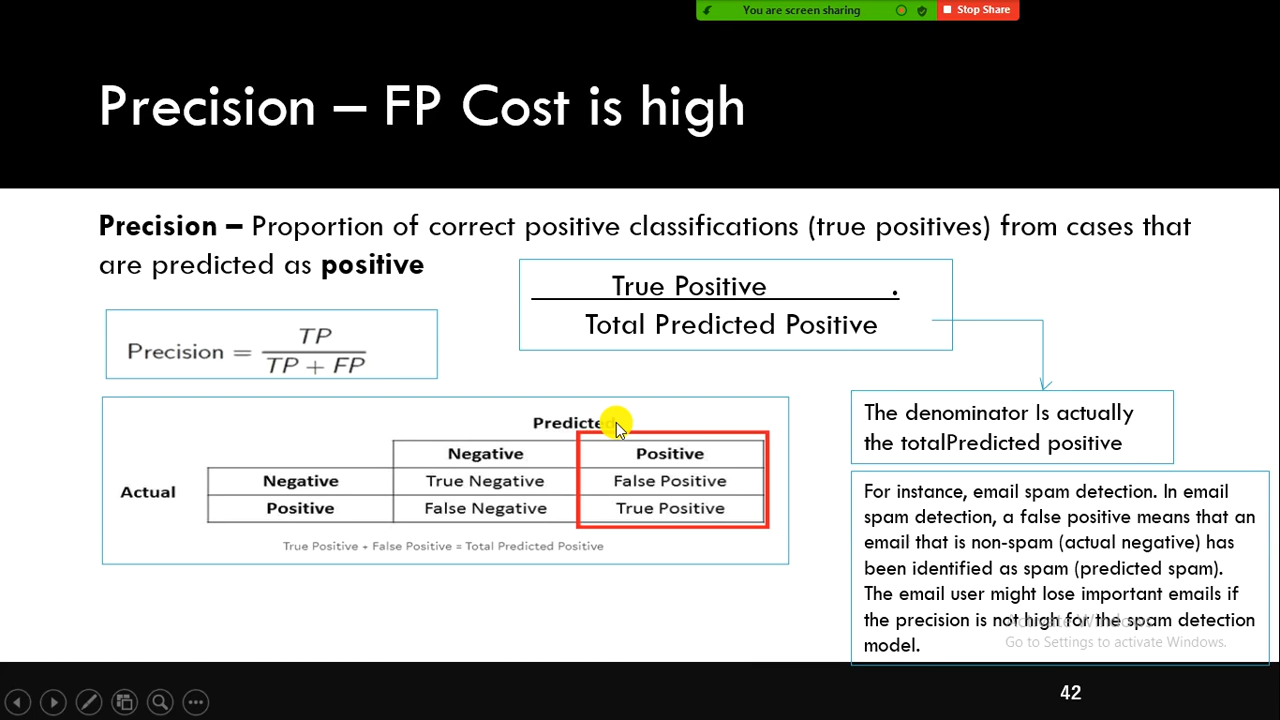 You are screen sharing
Stop Share
Precision – FP Cost is high
Precision – Proportion of correct positive classifications (true positives) from cases that
are predicted as positive
True Positive .
Total Predicted Positive
Precision = TP
TP + FP
The denominator Is actually
the totalPredicted positive
Predicted
Negative Positive
Actual Negative True Negative False Positive
Positive False Negative True Positive
True Positive + False Positive = Total Predicted Positive
For instance, email spam detection. In email
spam detection, a false positive means that an
email that is non-spam (actual negative) has
been identified as spam (predicted spam).
The email user might lose important emails if
the precision is not high for the spam detection
model.
Activate Windows
Go to Settings to activate Windows.
42